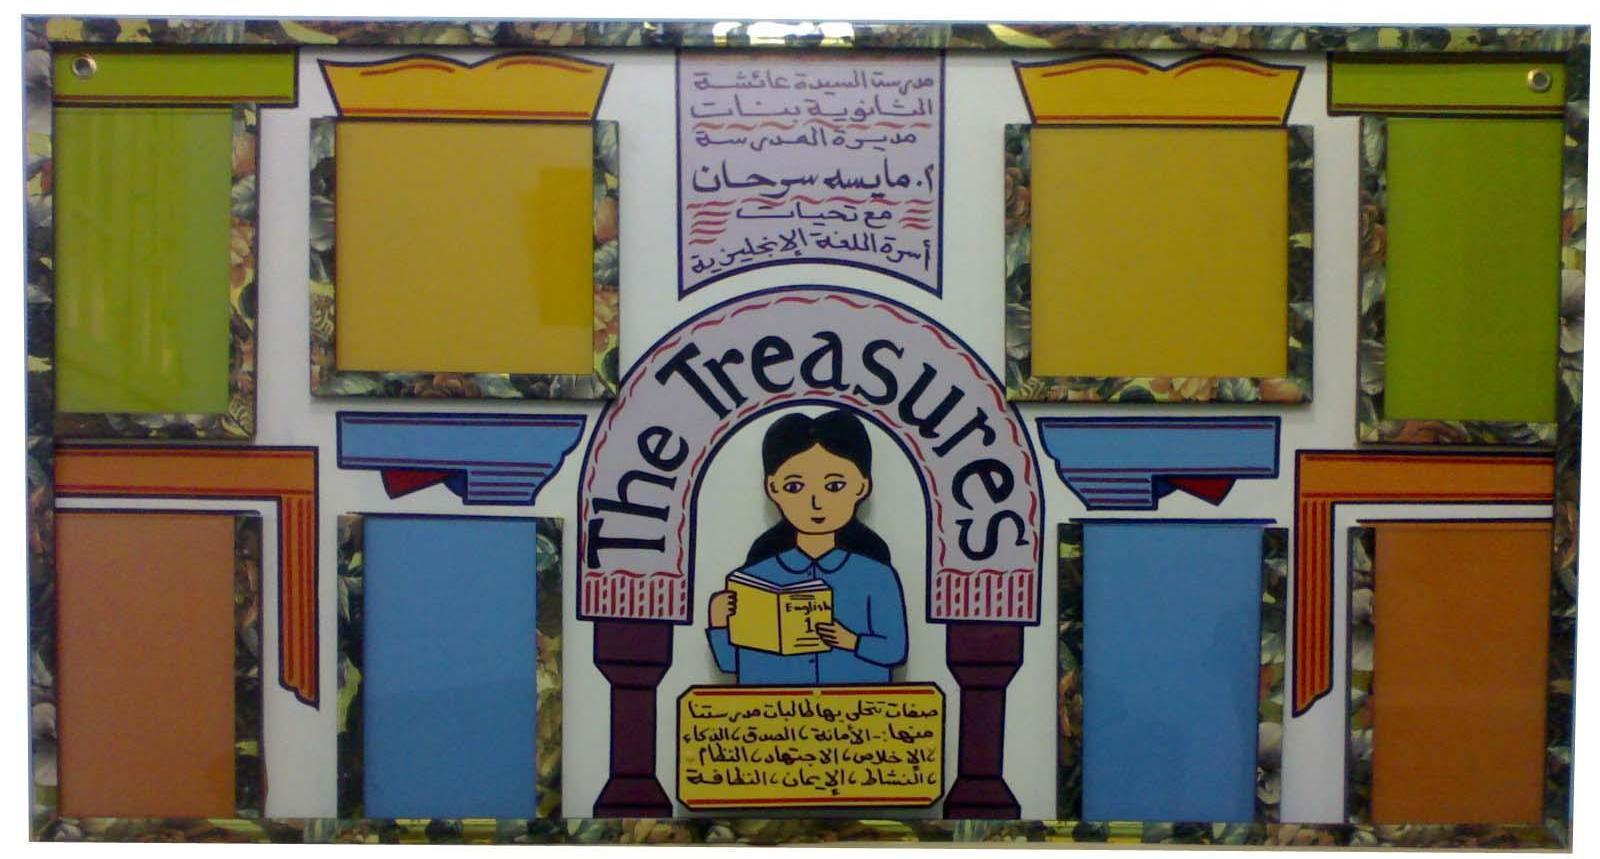 مدرسة السيدة عائشة
الثانوية بنات
مديرة المدرسة
أ. مايسه سرحان
مع تحيات
أسرة اللغة الإنجليزية
The Treasures
English
1
صفات تتحلى بها طالبات مدرستنا
منها :- الأمانة ، الصدق ، الذكاء
، الإخلاص ، الاجتهاد ، النظام
، النشاط ، الإيمان ، النظافة